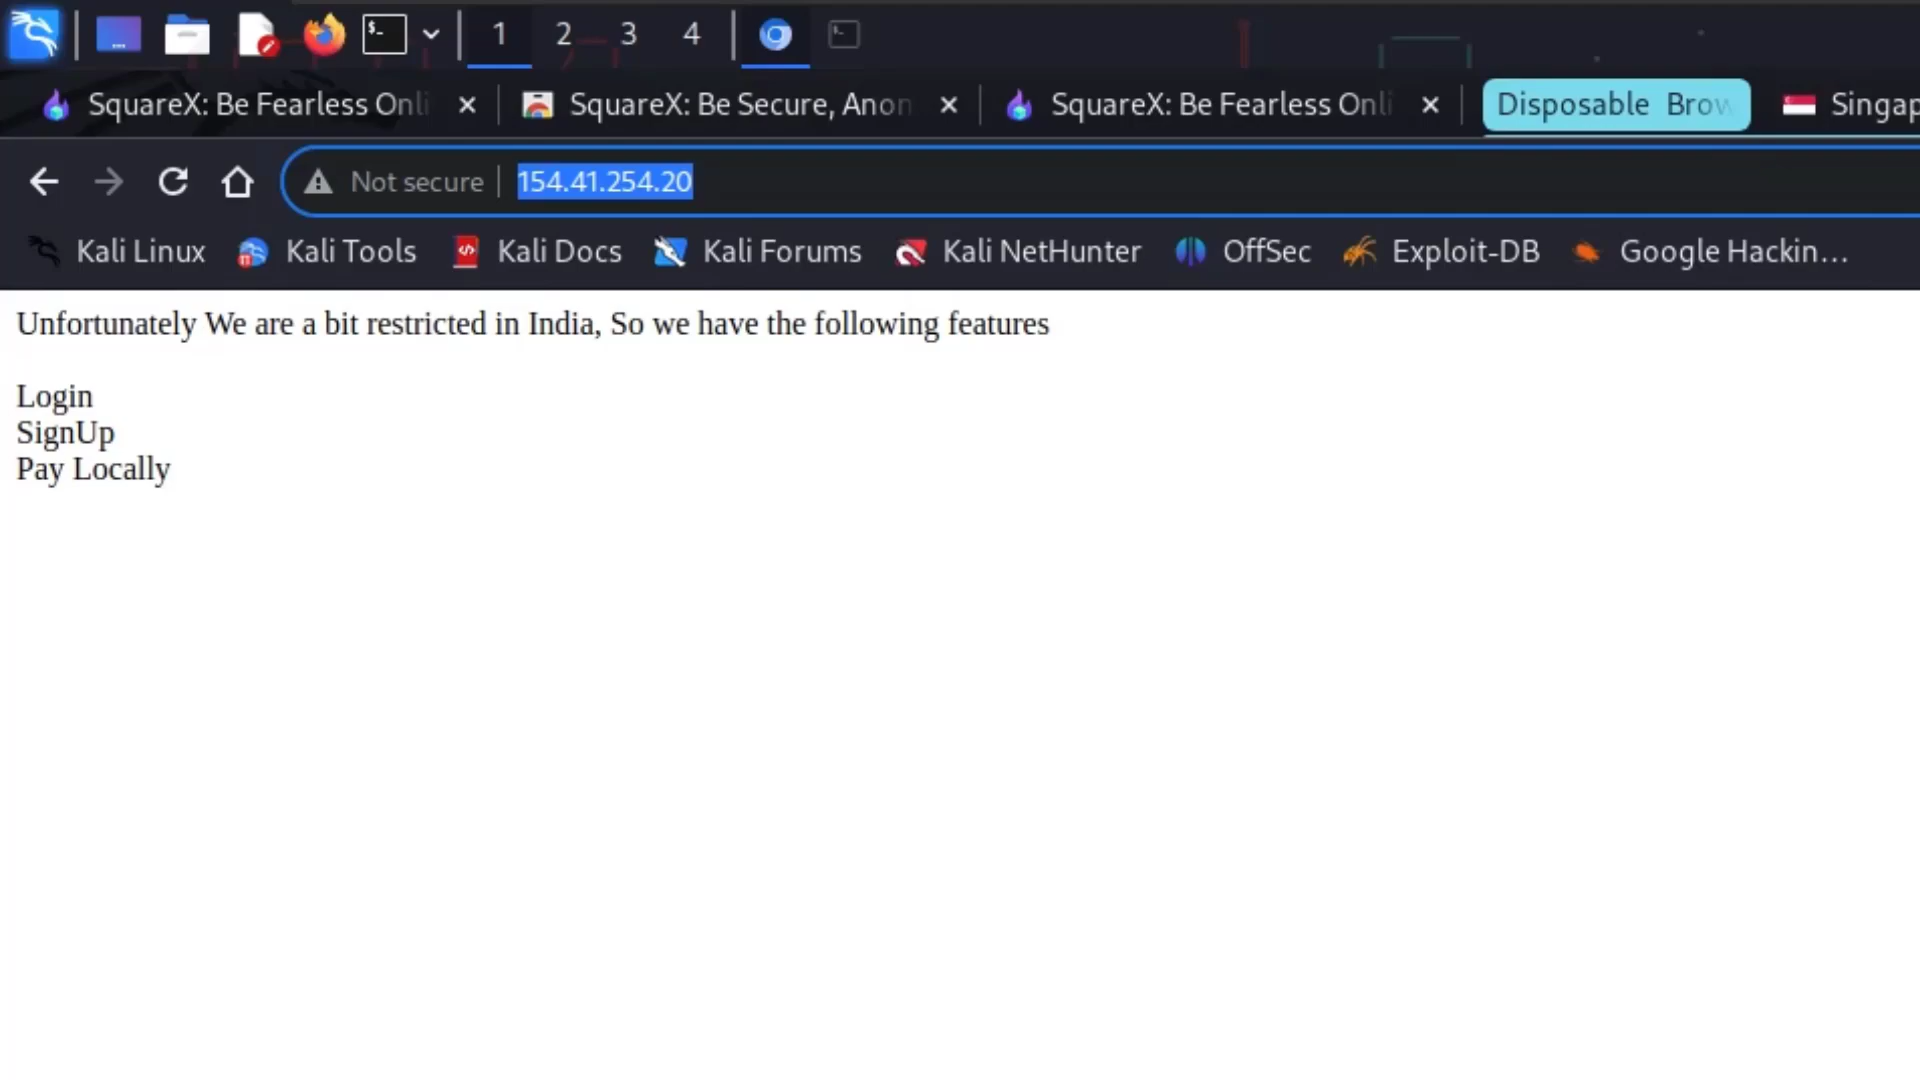 1 2 3 4
SquareX: Be Fearless Onli SquareX: Be Secure, Anon SquareX: Be Fearless Onli Disposable Brow Singap
Not secure 154.41.254.20
Kali Linux Kali Tools Kali Docs Kali Forums Kali NetHunter OffSec Exploit-DB Google Hackin...
Unfortunately We are a bit restricted in India, So we have the following features
Login
SignUp
Pay Locally